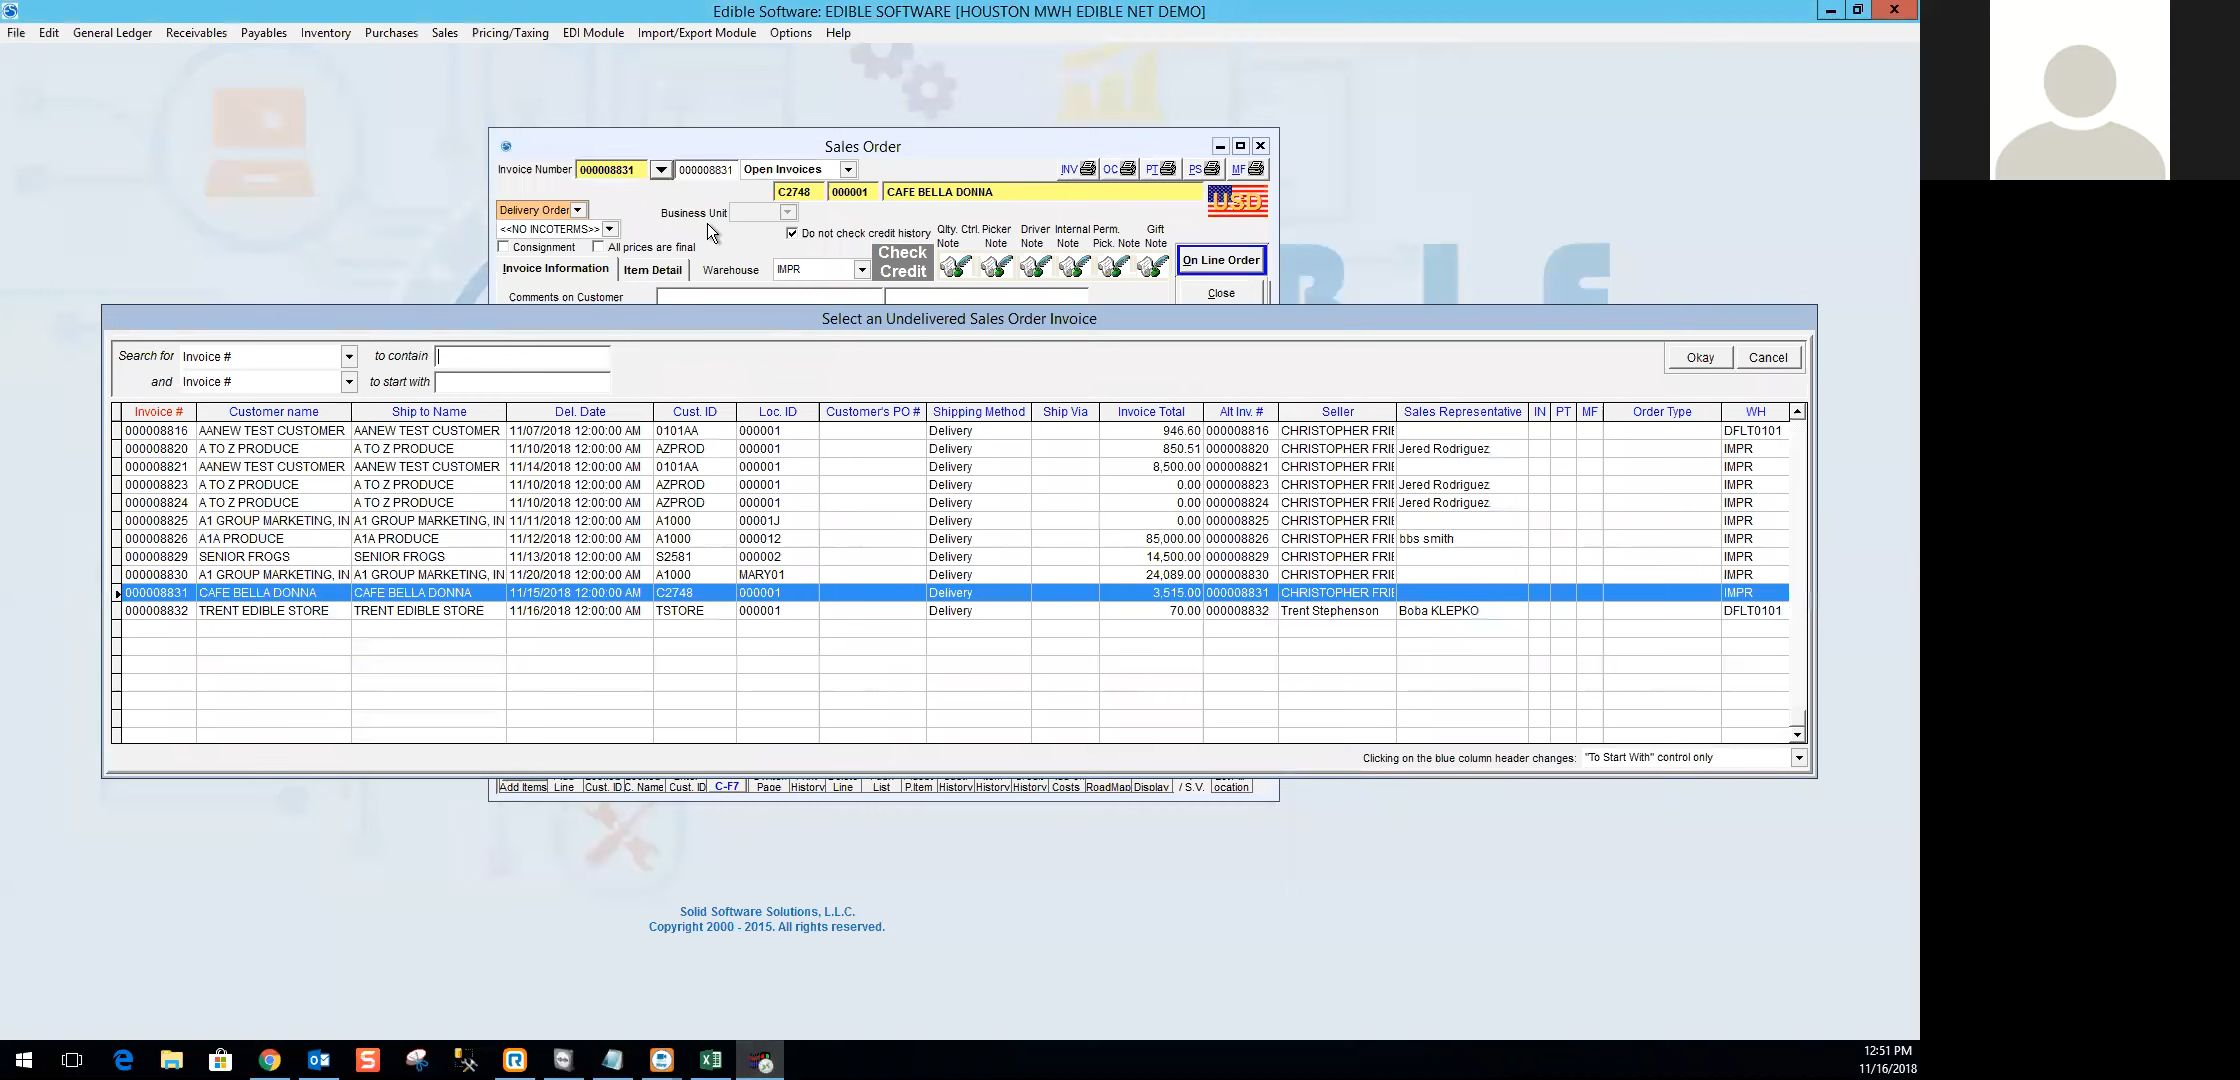 Edible Software: EDIBLE SOFTWARE [HOUSTON MWH EDIBLE NET DEMO]
File Edit General Ledger Receivables Payables Inventory Purchases Sales Pricing/Taxing EDI Module Import/Export Module Options Help
Sales Order
Invoice Number 000008831 000008831 Open Invoices INV OC PT PS MF
C2748 000001 CAFE BELLA DONNA USD
Delivery Order Business Unit
<<NO INCOTERMS>> Do not check credit history Qlty. Ctrl. Note Picker Note Driver Note Internal Note Perm. Pick. Note Gift Note
Consignment All prices are final Check Credit On Line Order
Invoice Information Item Detail Warehouse IMPR
Comments on Customer Close
Select an Undelivered Sales Order Invoice
Search for Invoice # to contain Okay Cancel
and Invoice # to start with
Invoice # Customer name Ship to Name Del. Date Cust. ID Loc. ID Customer's PO # Shipping Method Ship Via Invoice Total Alt Inv. # Seller Sales Representative IN PT MF Order Type WH
000008816 AANEW TEST CUSTOMER AANEW TEST CUSTOMER 11/07/2018 12:00:00 AM 0101AA 000001 Delivery 946.60 000008816 CHRISTOPHER FRIE DFLT0101
000008820 A TO Z PRODUCE A TO Z PRODUCE 11/10/2018 12:00:00 AM AZPROD 000001 Delivery 850.51 000008820 CHRISTOPHER FRIE Jered Rodriguez IMPR
000008821 AANEW TEST CUSTOMER AANEW TEST CUSTOMER 11/14/2018 12:00:00 AM 0101AA 000001 Delivery 8,500.00 000008821 CHRISTOPHER FRIE IMPR
000008823 A TO Z PRODUCE A TO Z PRODUCE 11/10/2018 12:00:00 AM AZPROD 000001 Delivery 0.00 000008823 CHRISTOPHER FRIE Jered Rodriguez IMPR
000008824 A TO Z PRODUCE A TO Z PRODUCE 11/10/2018 12:00:00 AM AZPROD 000001 Delivery 0.00 000008824 CHRISTOPHER FRIE Jered Rodriguez IMPR
000008825 A1 GROUP MARKETING, IN A1 GROUP MARKETING, IN 11/11/2018 12:00:00 AM A1000 00001J Delivery 0.00 000008825 CHRISTOPHER FRIE IMPR
000008826 A1A PRODUCE A1A PRODUCE 11/12/2018 12:00:00 AM A1000 000012 Delivery 85,000.00 000008826 CHRISTOPHER FRIE bbs smith IMPR
000008829 SENIOR FROGS SENIOR FROGS 11/13/2018 12:00:00 AM S2581 000002 Delivery 14,500.00 000008829 CHRISTOPHER FRIE IMPR
000008830 A1 GROUP MARKETING, IN A1 GROUP MARKETING, IN 11/20/2018 12:00:00 AM A1000 MARY01 Delivery 24,089.00 000008830 CHRISTOPHER FRIE IMPR
000008831 CAFE BELLA DONNA CAFE BELLA DONNA 11/15/2018 12:00:00 AM C2748 000001 Delivery 3,515.00 000008831 CHRISTOPHER FRIE IMPR
000008832 TRENT EDIBLE STORE TRENT EDIBLE STORE 11/16/2018 12:00:00 AM TSTORE 000001 Delivery 70.00 000008832 Trent Stephenson Boba KLEPKO DFLT0101
Clicking on the blue column header changes: "To Start With" control only
Add Items Line Cust. ID C. Name Cust. ID C-F7 Page History Line List P.Item History History History Costs RoadMap Display / S.V. ocation
Solid Software Solutions, L.L.C.
Copyright 2000 - 2015. All rights reserved.
12:51 PM
11/16/2018